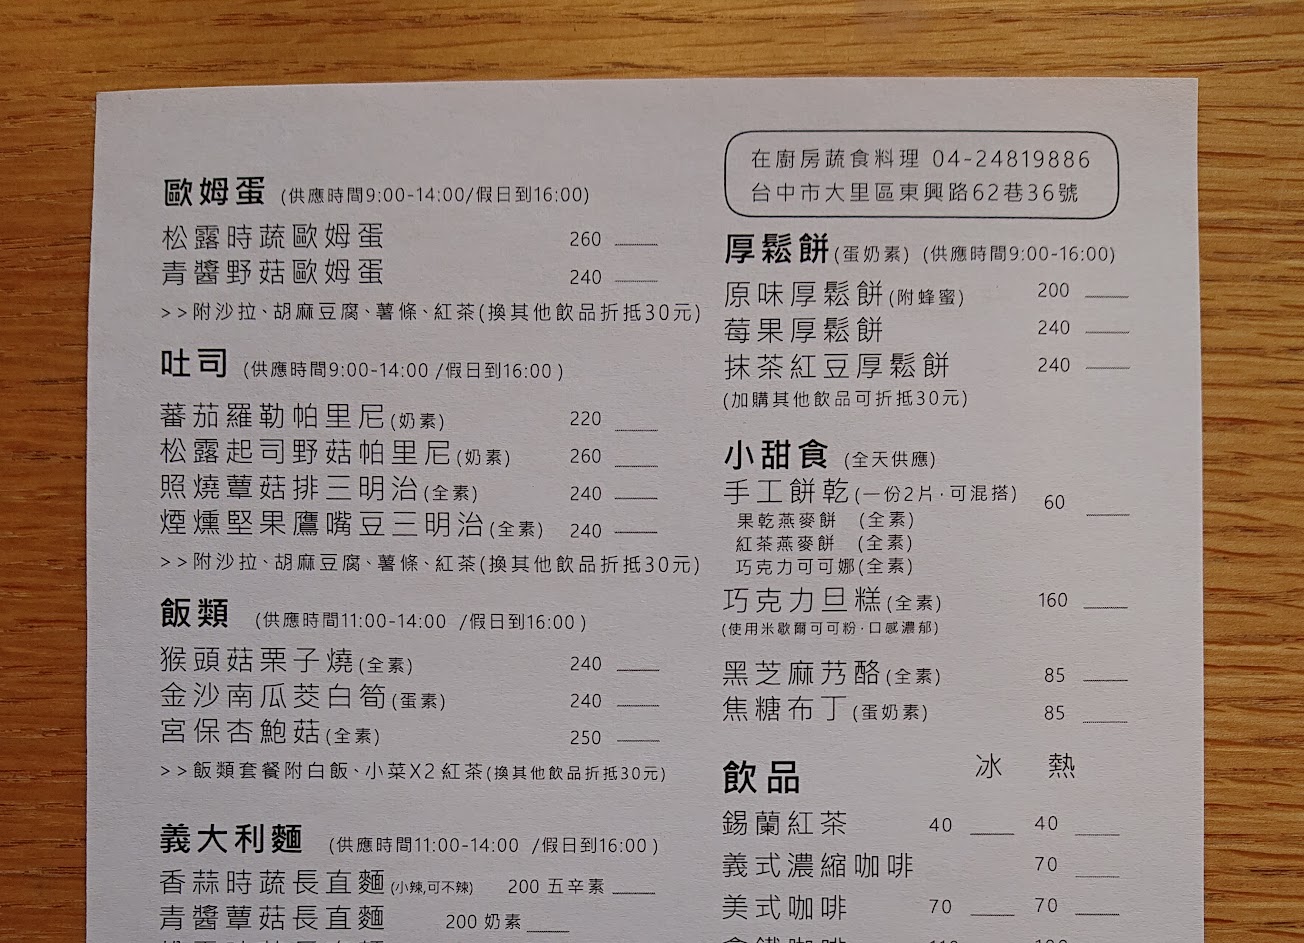 歐姆蛋 (供應時間9:00-14:00/假日到16:00)
松露時蔬歐姆蛋 260
青醬野菇歐姆蛋 240
>>附沙拉、胡麻豆腐、薯條、紅茶(換其他飲品折抵30元)
吐司 (供應時間9:00-14:00 /假日到16:00 )
蕃茄羅勒帕里尼(奶素) 220
松露起司野菇帕里尼(奶素) 260
照燒蕈菇排三明治(全素) 240
煙燻堅果鷹嘴豆三明治(全素) 240
>>附沙拉、胡麻豆腐、薯條、紅茶(換其他飲品折抵30元)
飯類 (供應時間11:00-14:00 /假日到16:00 )
猴頭菇栗子燒(全素) 240
金沙南瓜茭白筍(蛋素) 240
宮保杏鮑菇(全素) 250
>>飯類套餐附白飯、小菜X2 紅茶(換其他飲品折抵30元)
義大利麵 (供應時間11:00-14:00 /假日到16:00 )
香蒜時蔬長直麵(小辣,可不辣) 200 五辛素
青醬蕈菇長直麵 200 奶素
在廚房蔬食料理 04-24819886
台中市大里區東興路62巷36號
厚鬆餅(蛋奶素) (供應時間9:00-16:00)
原味厚鬆餅(附蜂蜜) 200
莓果厚鬆餅 240
抹茶紅豆厚鬆餅 240
(加購其他飲品可折抵30元)
小甜食 (全天供應)
手工餅乾(一份2片·可混搭) 60
果乾燕麥餅 (全素)
紅茶燕麥餅 (全素)
巧克力可可娜(全素)
巧克力旦糕(全素) 160
(使用米歇爾可可粉·口感濃郁)
黑芝麻艿酪(全素) 85
焦糖布丁(蛋奶素) 85
飲品 冰 熱
錫蘭紅茶 40 40
義式濃縮咖啡 70
美式咖啡 70 70